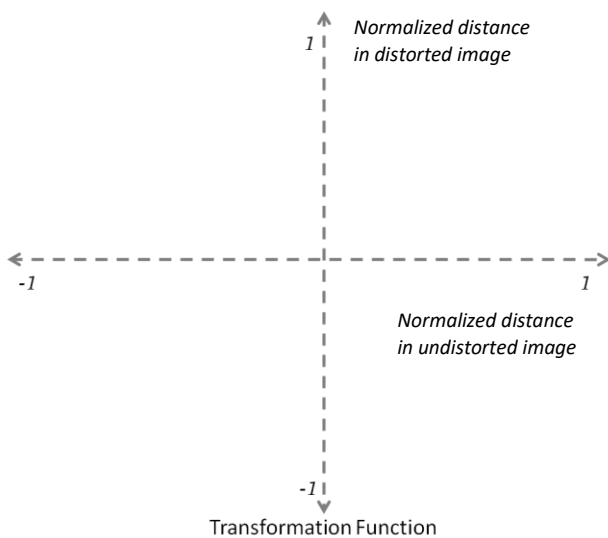 Normalized distance
in distorted image
1
-1
1
Normalized distance
in undistorted image
-1
Transformation Function